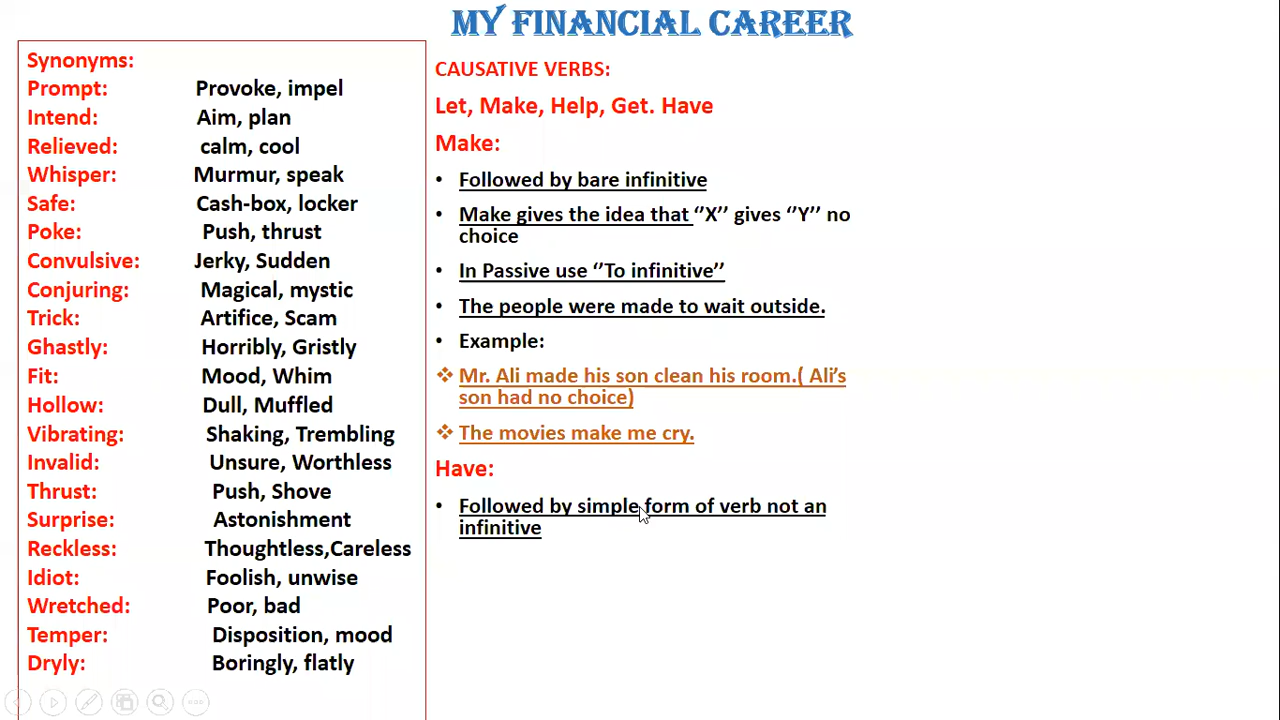 MY FINANCIAL CAREER
Synonyms:
Prompt: Provoke, impel
Intend: Aim, plan
Relieved: calm, cool
Whisper: Murmur, speak
Safe: Cash-box, locker
Poke: Push, thrust
Convulsive: Jerky, Sudden
Conjuring: Magical, mystic
Trick: Artifice, Scam
Ghastly: Horribly, Gristly
Fit: Mood, Whim
Hollow: Dull, Muffled
Vibrating: Shaking, Trembling
Invalid: Unsure, Worthless
Thrust: Push, Shove
Surprise: Astonishment
Reckless: Thoughtless,Careless
Idiot: Foolish, unwise
Wretched: Poor, bad
Temper: Disposition, mood
Dryly: Boringly, flatly
CAUSATIVE VERBS:
Let, Make, Help, Get. Have
Make:
• Followed by bare infinitive
• Make gives the idea that ‘’X’’ gives ‘’Y’’ no
choice
• In Passive use ‘’To infinitive’’
• The people were made to wait outside.
• Example:
❖ Mr. Ali made his son clean his room.( Ali’s
son had no choice)
❖ The movies make me cry.
Have:
• Followed by simple form of verb not an
infinitive